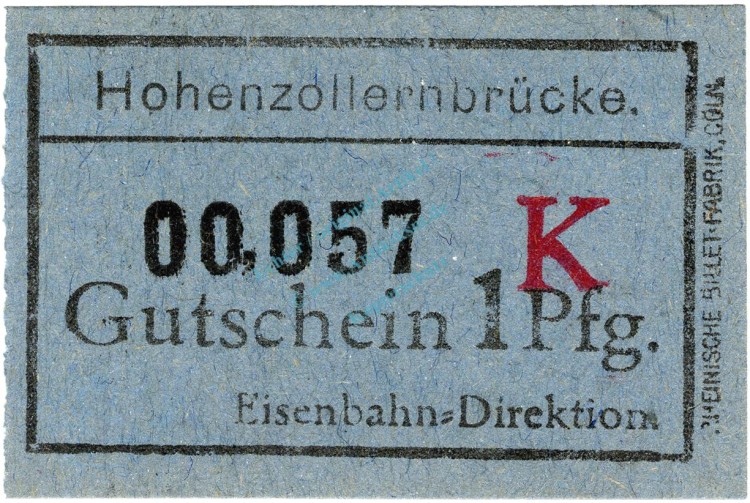 Hohenzollernbrücke.
00,057 K
Gutschein 1 Pfg.
Eisenbahn=Direktion
RHEINISCHE BILLET-FABRIK, CÖLN.